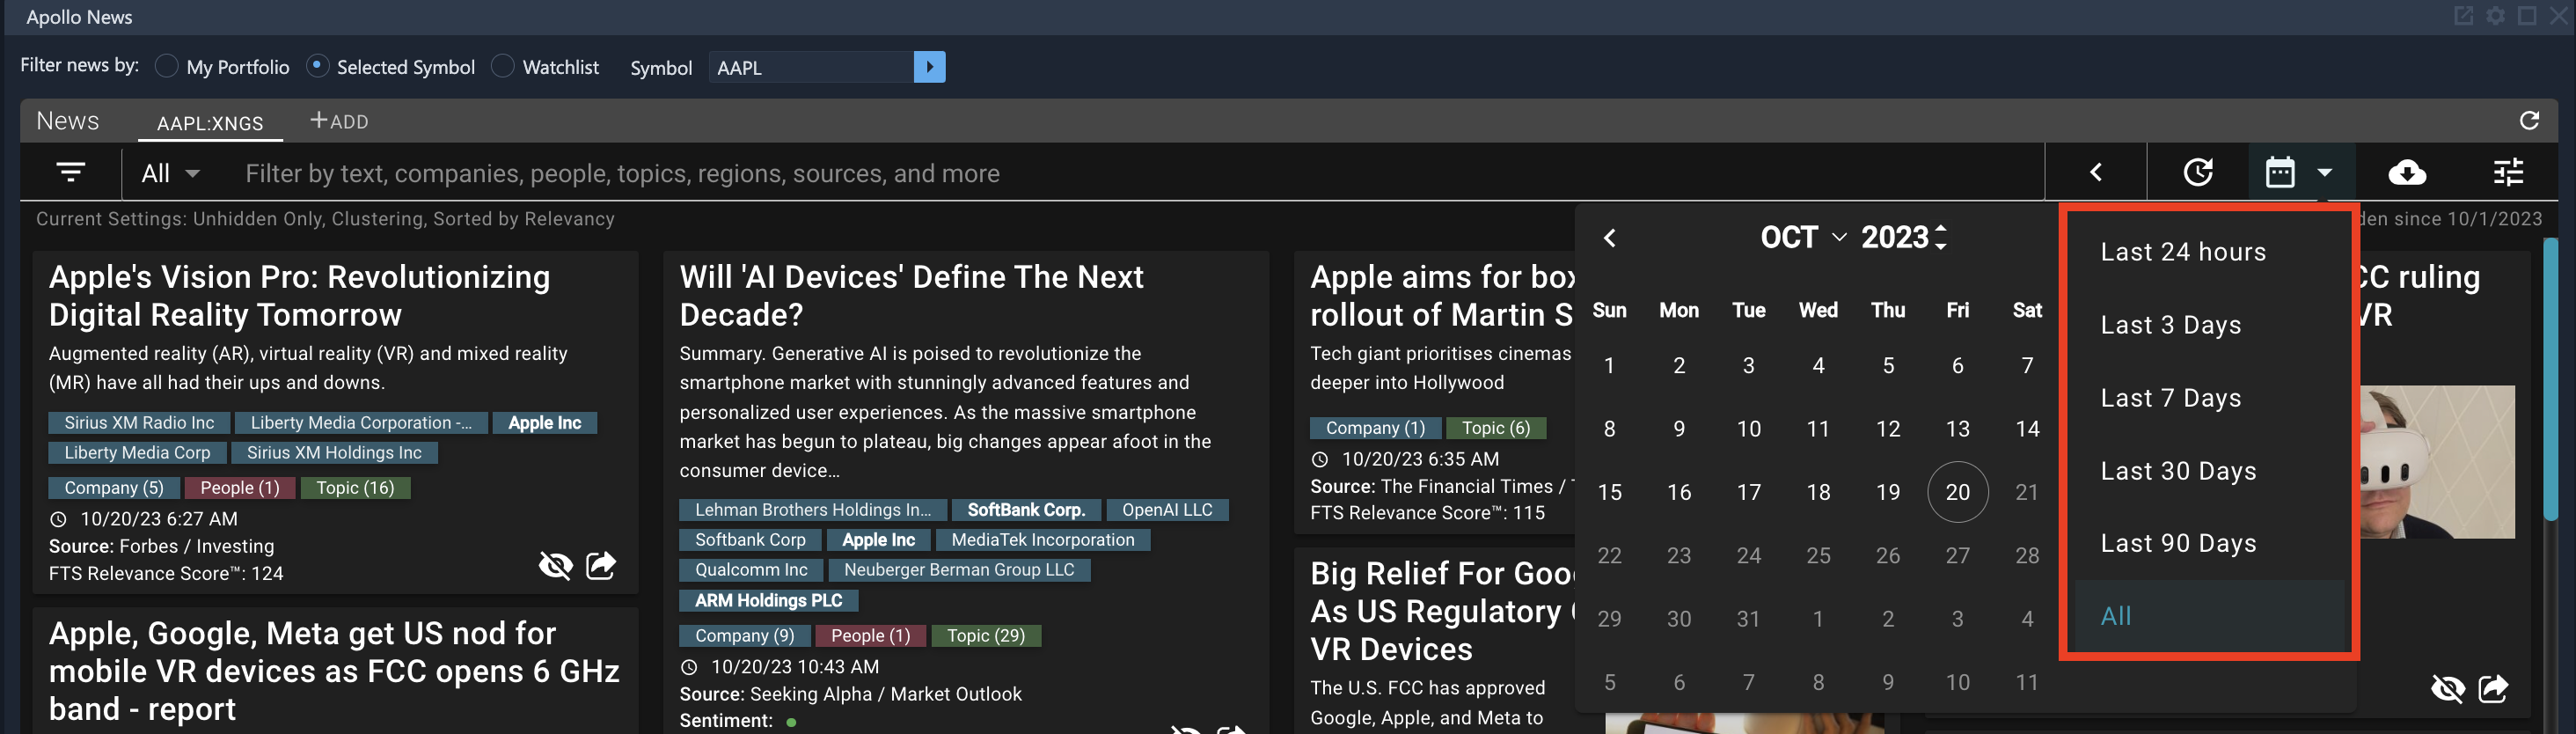 Apollo News
Filter news by: My Portfolio Selected Symbol Watchlist Symbol AAPL
News AAPL:XNGS +ADD
All Filter by text, companies, people, topics, regions, sources, and more
Current Settings: Unhidden Only, Clustering, Sorted by Relevancy
since 10/1/2023
Apple's Vision Pro: Revolutionizing
Digital Reality Tomorrow
Augmented reality (AR), virtual reality (VR) and mixed reality
(MR) have all had their ups and downs.
Sirius XM Radio Inc Liberty Media Corporation -... Apple Inc
Liberty Media Corp Sirius XM Holdings Inc
Company (5) People (1) Topic (16)
10/20/23 6:27 AM
Source: Forbes / Investing
FTS Relevance Score™: 124
Apple, Google, Meta get US nod for
mobile VR devices as FCC opens 6 GHz
band - report
Will 'AI Devices' Define The Next
Decade?
Summary. Generative AI is poised to revolutionize the
smartphone market with stunningly advanced features and
personalized user experiences. As the massive smartphone
market has begun to plateau, big changes appear afoot in the
consumer device...
Lehman Brothers Holdings In... SoftBank Corp. OpenAI LLC
Softbank Corp Apple Inc MediaTek Incorporation
Qualcomm Inc Neuberger Berman Group LLC
ARM Holdings PLC
Company (9) People (1) Topic (29)
10/20/23 10:43 AM
Source: Seeking Alpha / Market Outlook
Sentiment:
Apple aims for box
rollout of Martin S
Tech giant prioritises cinemas
deeper into Hollywood
Company (1) Topic (6)
10/20/23 6:35 AM
Source: The Financial Times /
FTS Relevance Score™: 115
Big Relief For Goo
As US Regulatory
VR Devices
The U.S. FCC has approved
Google, Apple, and Meta to
OCT 2023
Sun Mon Tue Wed Thu Fri Sat
1 2 3 4 5 6 7
8 9 10 11 12 13 14
15 16 17 18 19 20 21
22 23 24 25 26 27 28
29 30 31 1 2 3 4
5 6 7 8 9 10 11
Last 24 hours
Last 3 Days
Last 7 Days
Last 30 Days
Last 90 Days
All
CC ruling
VR